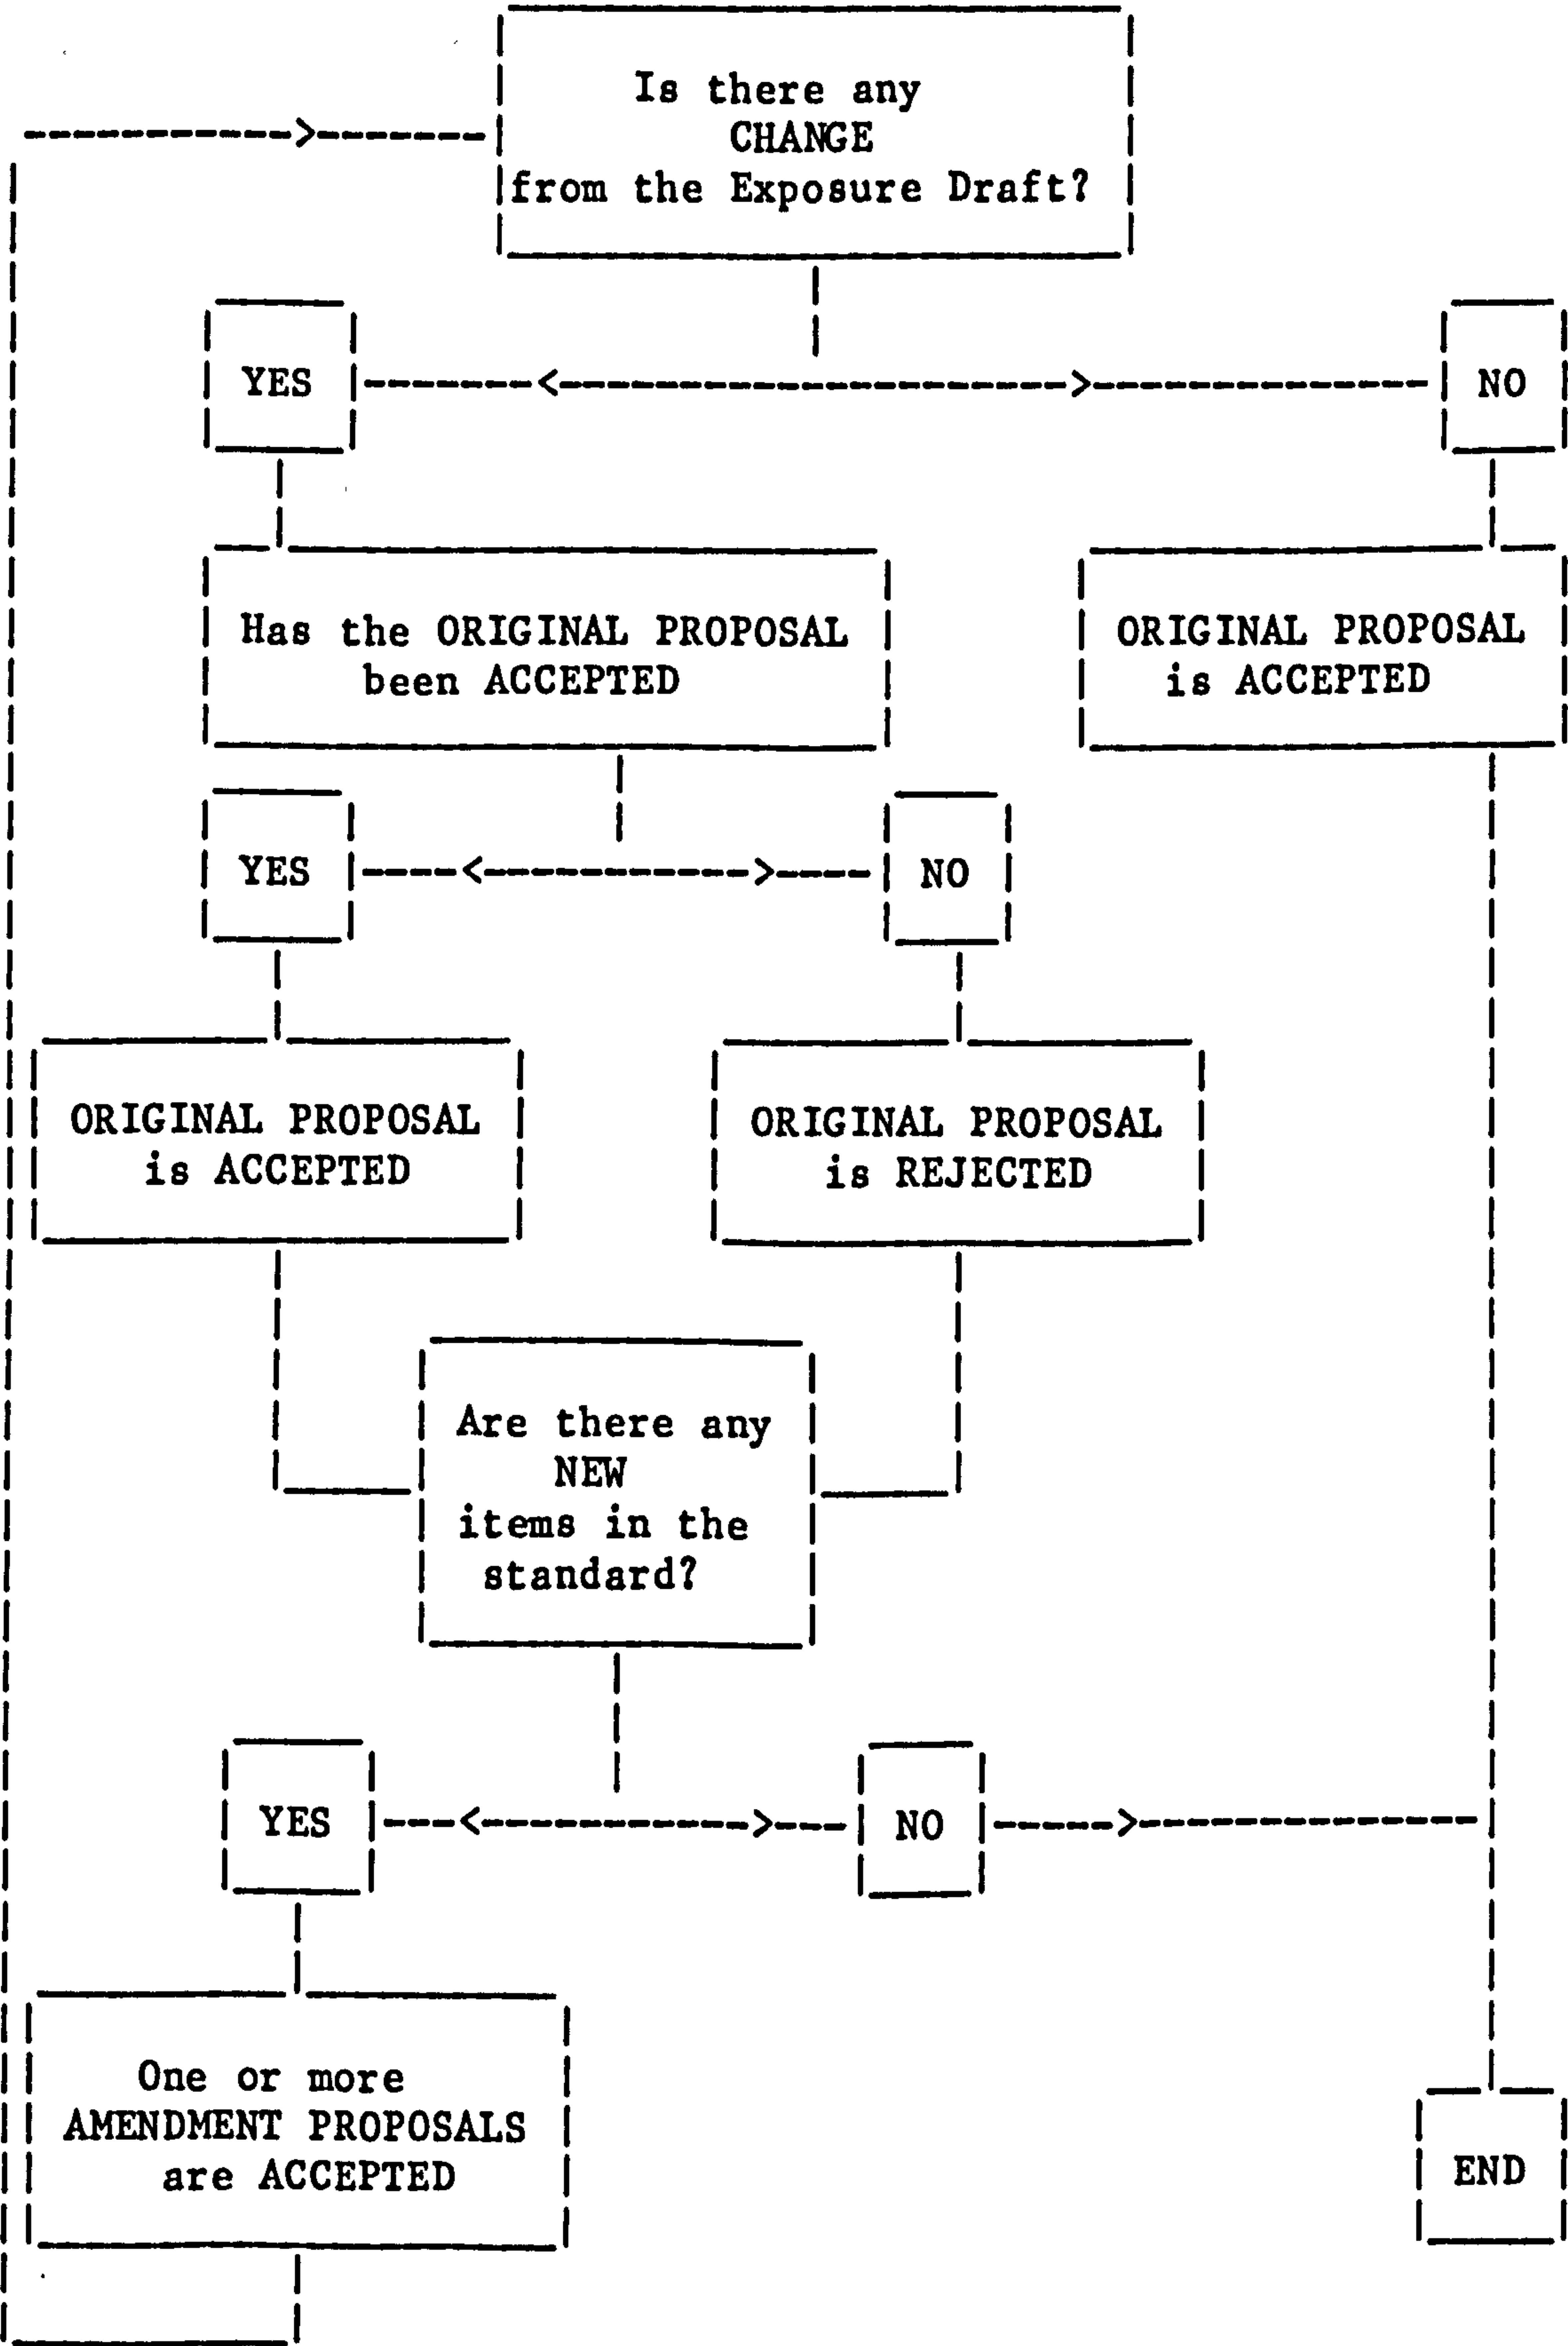 Is there any
CHANGE
from the Exposure Draft?
YES
NO
Has the ORIGINAL PROPOSAL
been ACCEPTED
ORIGINAL PROPOSAL
is ACCEPTED
YES
NO
ORIGINAL PROPOSAL
is ACCEPTED
ORIGINAL PROPOSAL
is REJECTED
Are there any
NEW
items in the
standard?
YES
NO
One or more
AMENDMENT PROPOSALS
are ACCEPTED
END